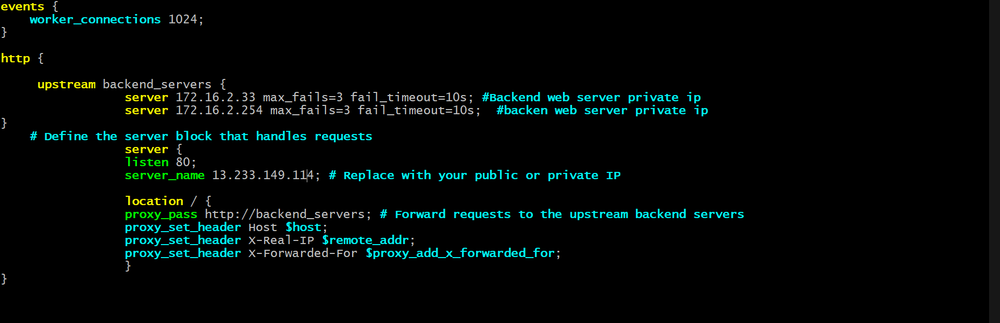 events {
    worker_connections 1024;
}

http {

     upstream backend_servers {
                 server 172.16.2.33 max_fails=3 fail_timeout=10s; #Backend web server private ip
                 server 172.16.2.254 max_fails=3 fail_timeout=10s;  #backen web server private ip
}
    # Define the server block that handles requests
                 server {
                 listen 80;
                 server_name 13.233.149.114; # Replace with your public or private IP

                 location / {
                 proxy_pass http://backend_servers; # Forward requests to the upstream backend servers
                 proxy_set_header Host $host;
                 proxy_set_header X-Real-IP $remote_addr;
                 proxy_set_header X-Forwarded-For $proxy_add_x_forwarded_for;
                 }
}